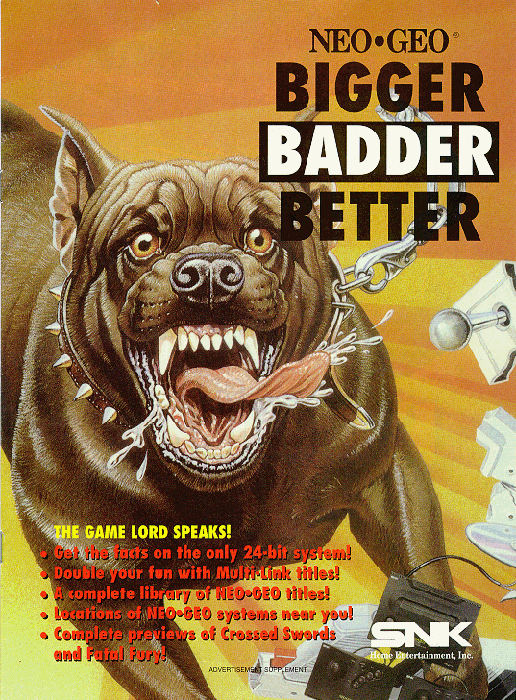 NEO•GEO®
BIGGER
BADDER
BETTER
THE GAME LORD SPEAKS!
• Get the facts on the only 24-bit system!
• Double your fun with Multi-Link titles!
• A complete library of NEO•GEO titles!
• Locations of NEO•GEO systems near you!
• Complete previews of Crossed Swords
and Fatal Fury!
SNK
Home Entertainment, Inc.
ADVERTISEMENT SUPPLEMENT